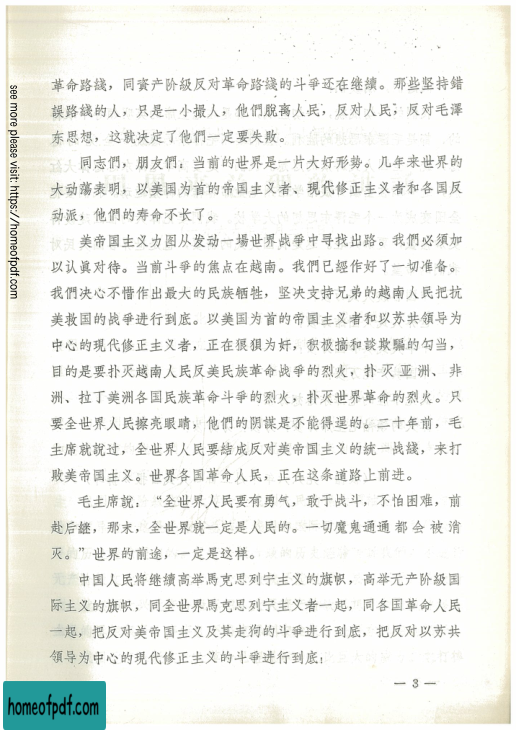 革命路綫，同資产阶級反对革命路綫的斗爭还在继續。那些坚持錯
誤路綫的人，只是一小撮人，他們脫离人民，反对人民，反对毛澤
东思想，这就决定了他們一定要失敗。
同志們，朋友們：当前的世界是一片大好形勢。几年来世界的
大动蕩表明，以美国为首的帝国主义者、現代修正主义者和各国反
动派，他們的寿命不长了。
美帝国主义力图从发动一場世界战爭中寻找出路。我們必須加
以认眞对待。当前斗爭的焦点在越南。我們已經作好了一切准备。
我們决心不惜作出最大的民族牺牲，坚决支持兄弟的越南人民把抗
美救国的战爭进行到底。以美国为首的帝国主义者和以苏共領导为
中心的現代修正主义者，正在狼狽为奸，积极搞和談欺騙的勾当，
目的是要扑灭越南人民反美民族革命战爭的烈火，扑灭亚洲、非
洲、拉丁美洲各国民族革命斗爭的烈火，扑灭世界革命的烈火。只
要全世界人民擦亮眼睛，他們的阴謀是不能得逞的。二十年前，毛
主席就說过，全世界人民要結成反对美帝国主义的統一战綫，来打
敗美帝国主义。世界各国革命人民，正在这条道路上前进。
毛主席說：“全世界人民要有勇气，敢于战斗，不怕困难，前
赴后継，那末，全世界就一定是人民的。一切魔鬼通通都会被消
灭。”世界的前途，一定是这样。
中国人民将继續高举馬克思列宁主义的旗帜，高举无产阶級国
际主义的旗帜，同全世界馬克思列宁主义者一起，同各国革命人民
一起，把反对美帝国主义及其走狗的斗爭进行到底，把反对以苏共
領导为中心的現代修正主义的斗爭进行到底；
— 3 —
see more please visit: https://homeofpdf.com
homeofpdf.com